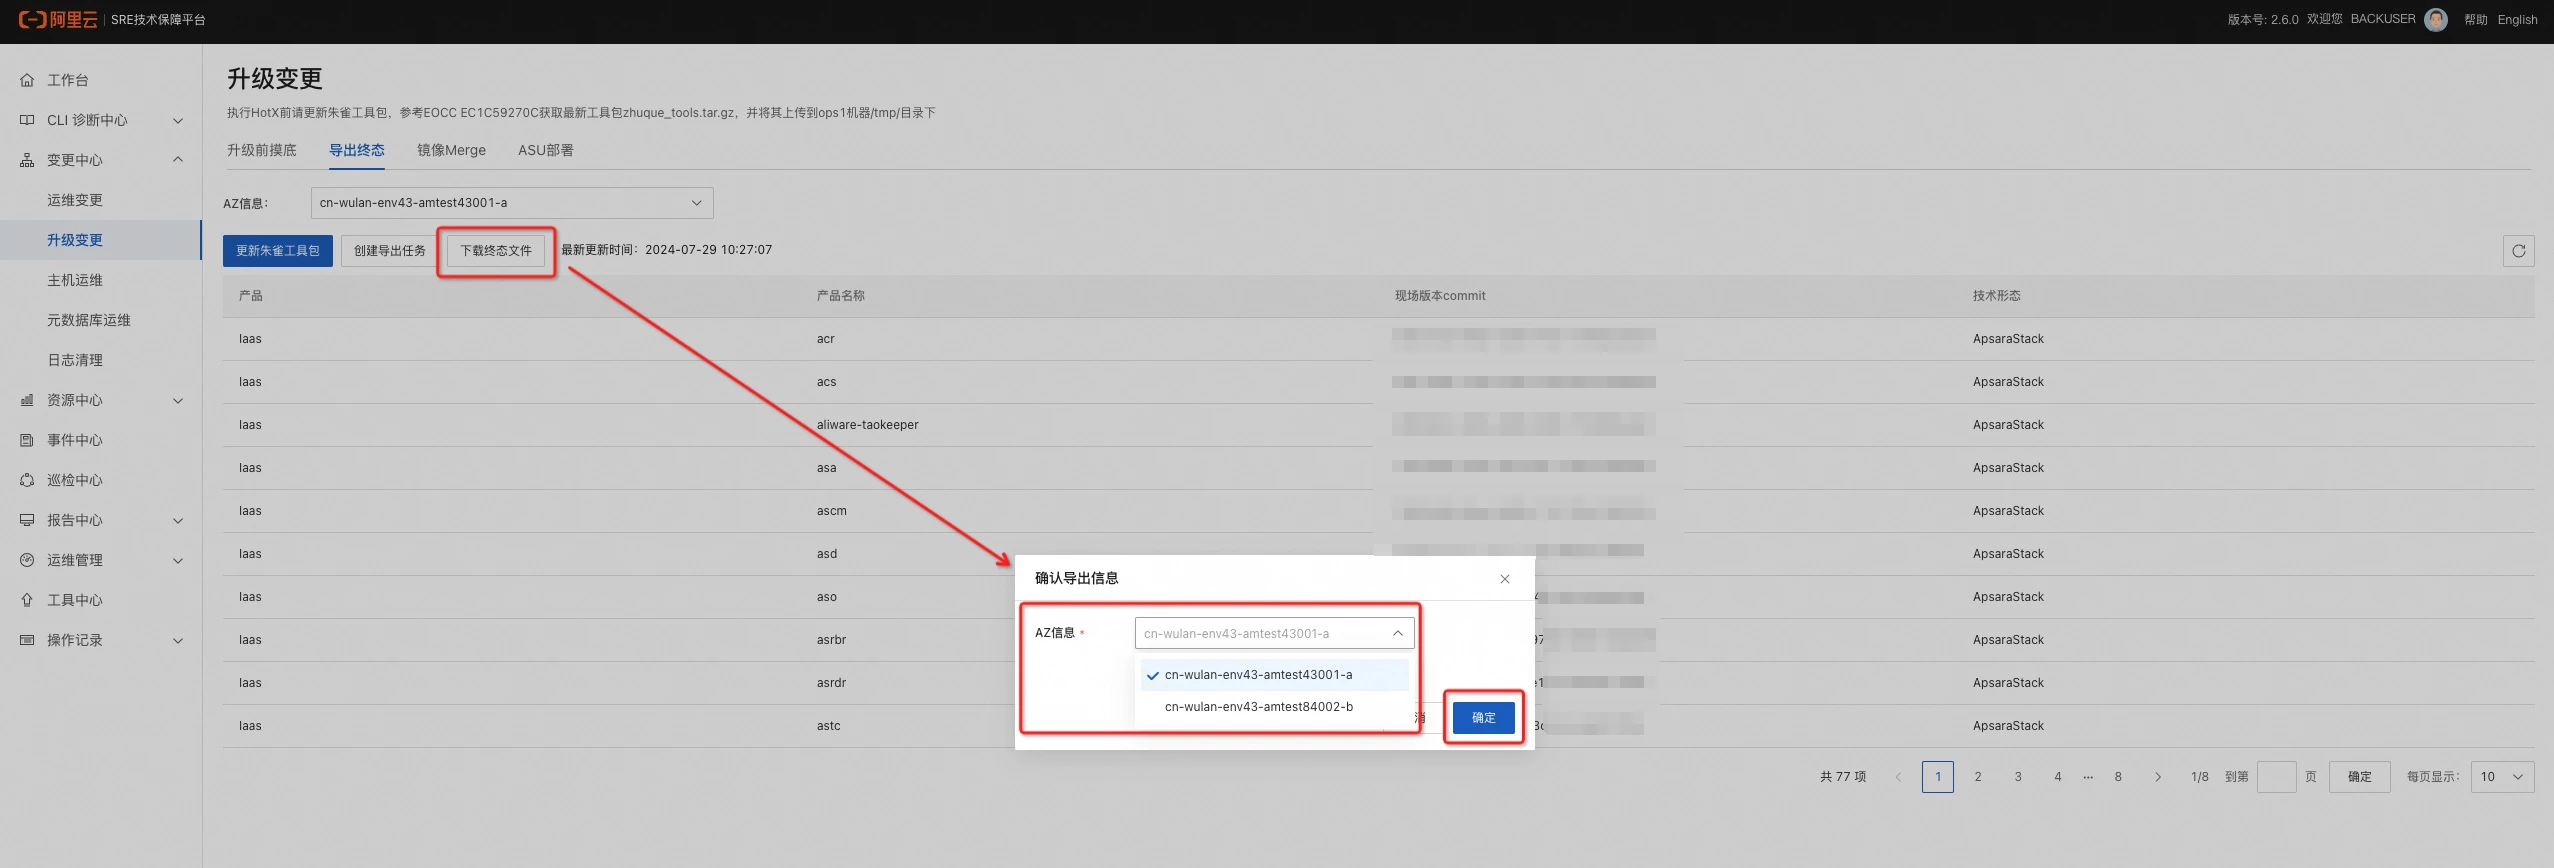 阿里云 | SRE技术保障平台
版本号: 2.6.0 欢迎您 BACKUSER 帮助 English
工作台
CLI 诊断中心
变更中心
运维变更
升级变更
主机运维
元数据库运维
日志清理
资源中心
事件中心
巡检中心
报告中心
运维管理
工具中心
操作记录
升级变更
执行HotX前请更新朱雀工具包，参考EOCC EC1C59270C获取最新工具包zhuque_tools.tar.gz，并将其上传到ops1机器/tmp/目录下
升级前摸底 导出终态 镜像Merge ASU部署
AZ信息： cn-wulan-env43-amtest43001-a
更新朱雀工具包 创建导出任务 下载终态文件 最新更新时间：2024-07-29 10:27:07
产品 产品名称 现场版本commit 技术形态
Iaas acr ApsaraStack
Iaas acs ApsaraStack
Iaas aliware-taokeeper ApsaraStack
Iaas asa ApsaraStack
Iaas ascm ApsaraStack
Iaas asd ApsaraStack
Iaas aso ApsaraStack
Iaas asrbr ApsaraStack
Iaas asrdr ApsaraStack
Iaas astc ApsaraStack
确认导出信息
AZ信息 * cn-wulan-env43-amtest43001-a
cn-wulan-env43-amtest43001-a
cn-wulan-env43-amtest84002-b
消 确定
共 77 项 1 2 3 4 ··· 8 1/8 到第 页 确定 每页显示： 10